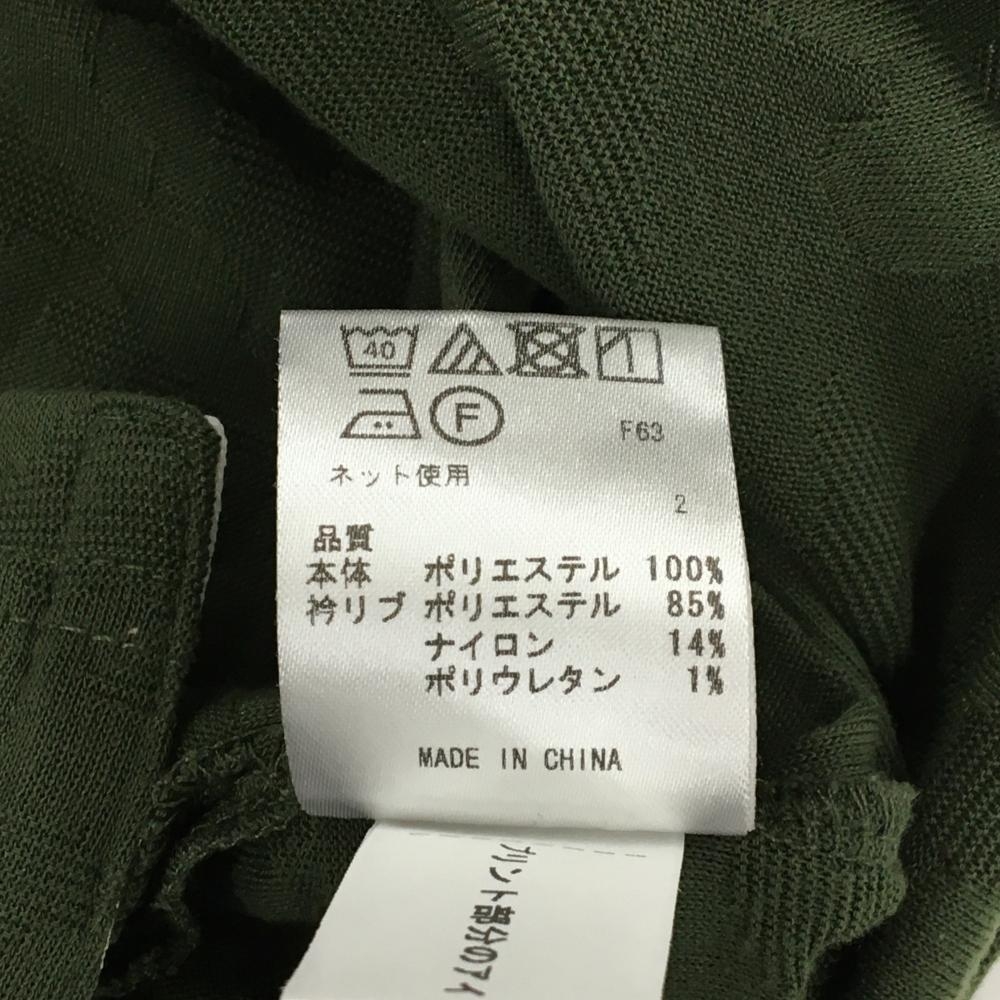 40
F F63
ネット使用
2
品質
本体 ポリエステル 100%
衿リブ ポリエステル 85%
ナイロン 14%
ポリウレタン 1%
MADE IN CHINA
プリント部分のアイ